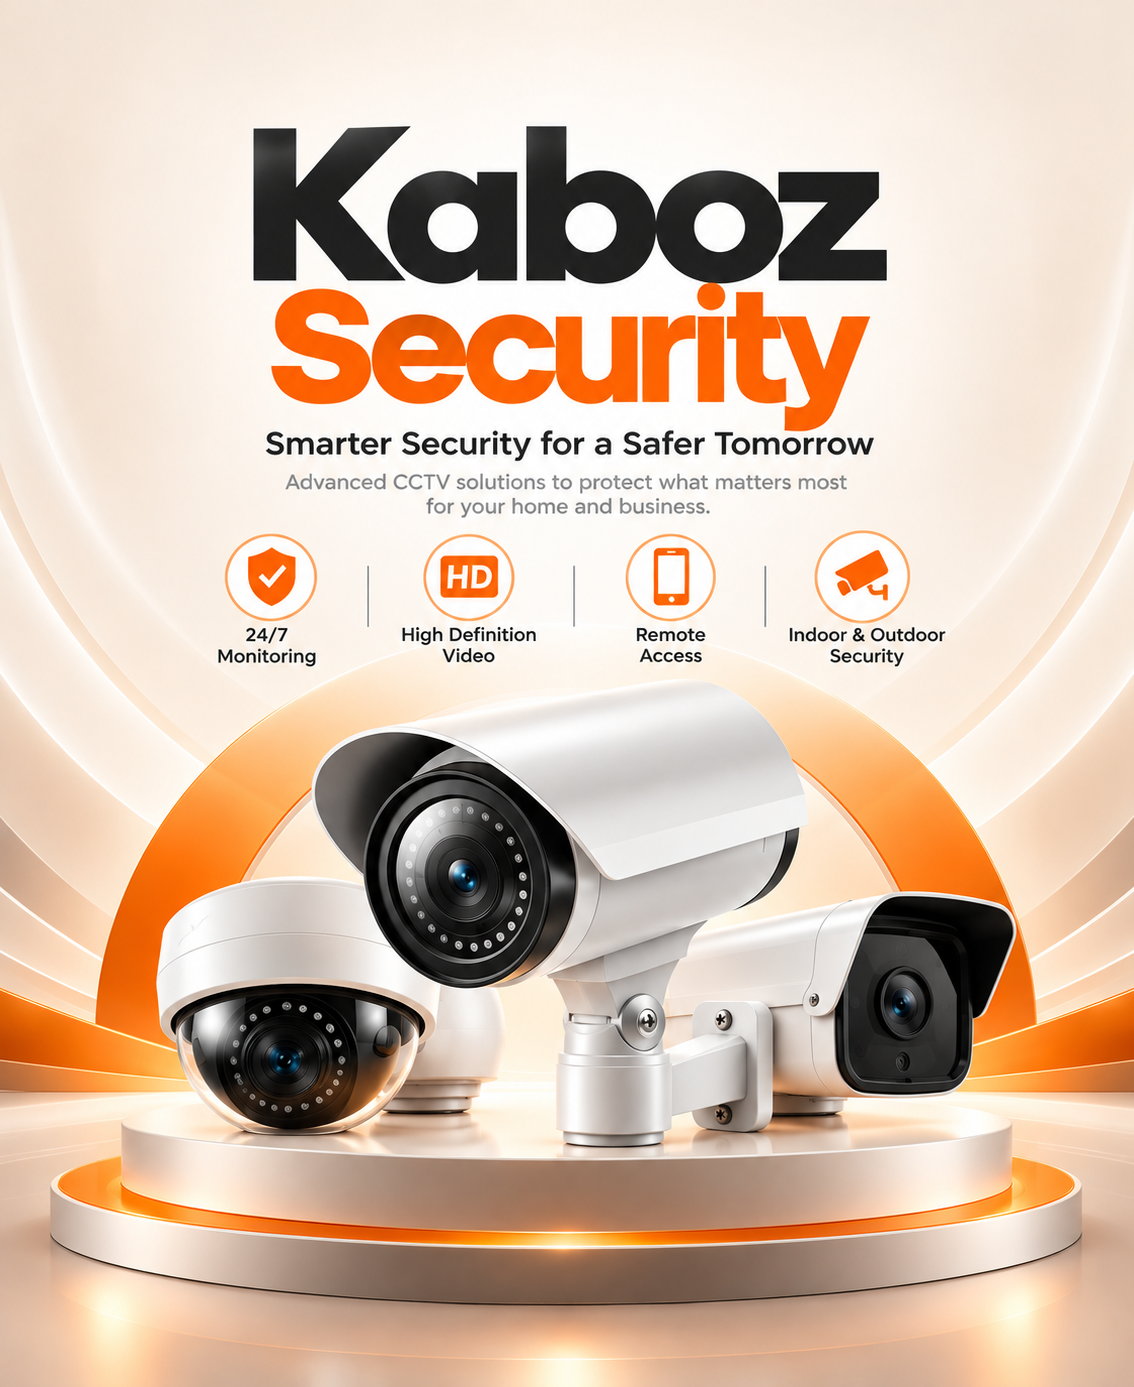 Kaboz
Security
Smarter Security for a Safer Tomorrow
Advanced CCTV solutions to protect what matters most
for your home and business.
HD
24/7
Monitoring
High Definition
Video
Remote
Access
Indoor & Outdoor
Security